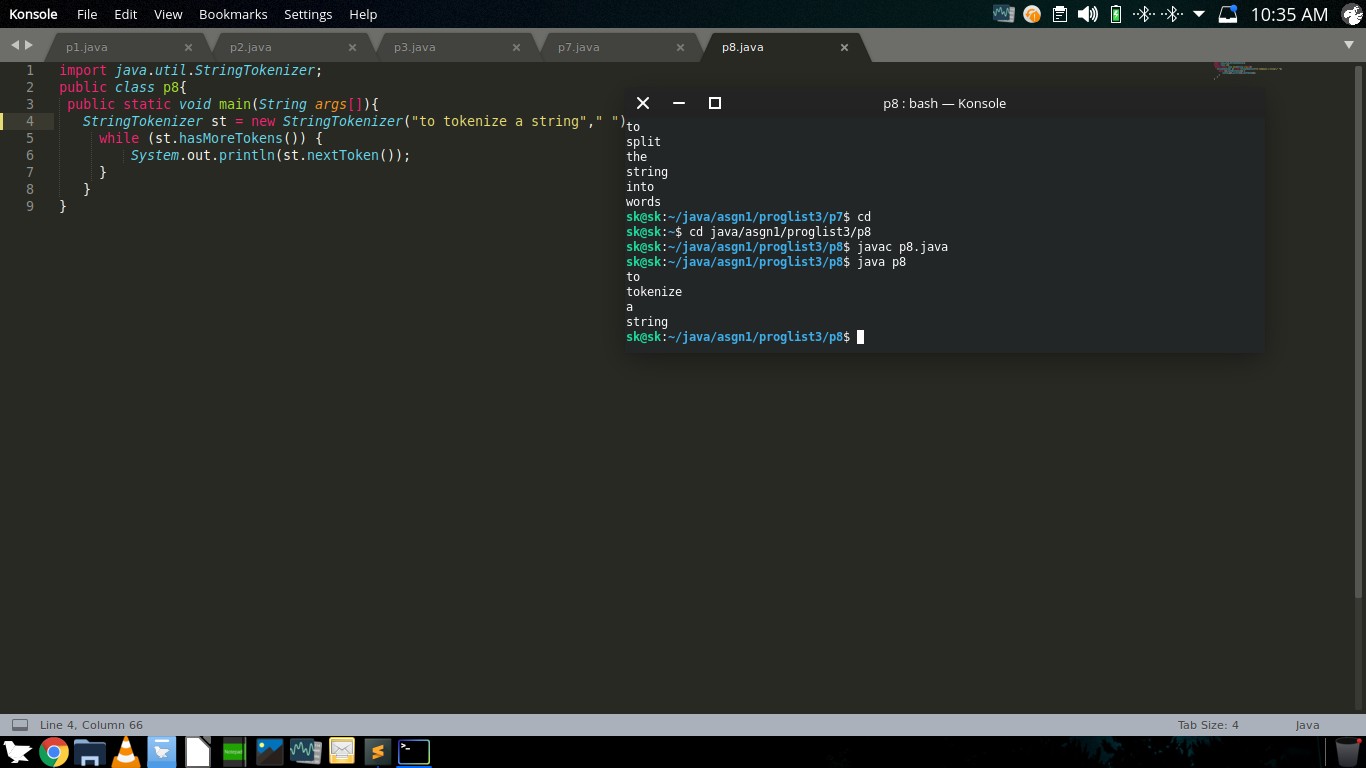 Konsole File Edit View Bookmarks Settings Help 10:35 AM
p1.java p2.java p3.java p7.java p8.java
1 import java.util.StringTokenizer;
2 public class p8{
3 public static void main(String args[]){
4 StringTokenizer st = new StringTokenizer("to tokenize a string"," ")
5 while (st.hasMoreTokens()) {
6 System.out.println(st.nextToken());
7 }
8 }
9 }
p8 : bash — Konsole
to
split
the
string
into
words
sk@sk:~/java/asgn1/proglist3/p7$ cd
sk@sk:~$ cd java/asgn1/proglist3/p8
sk@sk:~/java/asgn1/proglist3/p8$ javac p8.java
sk@sk:~/java/asgn1/proglist3/p8$ java p8
to
tokenize
a
string
sk@sk:~/java/asgn1/proglist3/p8$
Line 4, Column 66 Tab Size: 4 Java